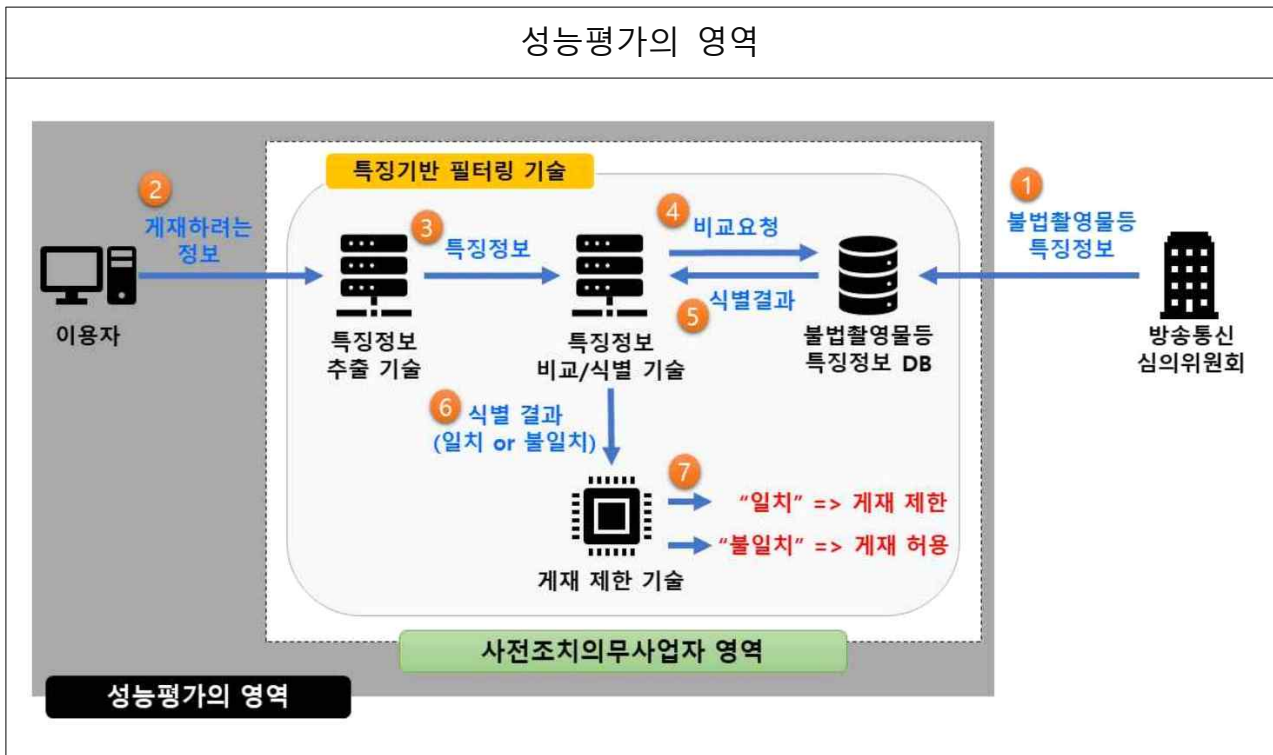 성능평가의 영역
특징기반 필터링 기술
2
게재하려는
정보
이용자
3
특징정보
특징정보
추출 기술
4
비교요청
5
식별결과
특징정보
비교/식별 기술
불법촬영물등
특징정보 DB
1
불법촬영물등
특징정보
방송통신
심의위원회
6
식별 결과
(일치 or 불일치)
7
“일치” => 게재 제한
“불일치” => 게재 허용
게재 제한 기술
사전조치의무사업자 영역
성능평가의 영역